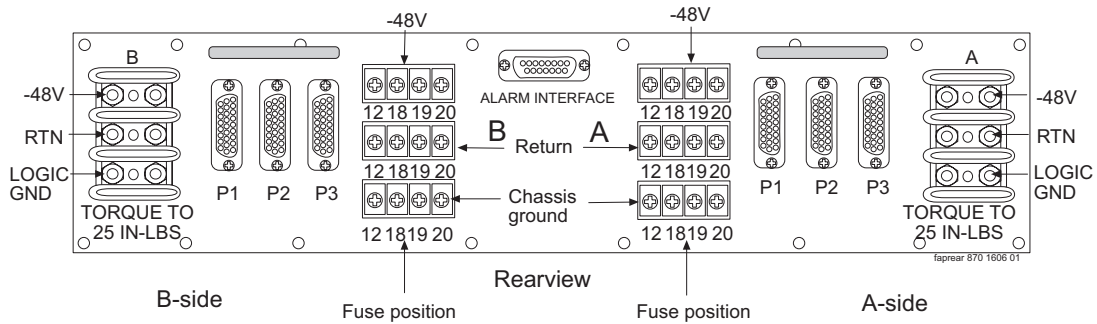 -48V
-48V
B
A
-48V
-48V
ALARM INTERFACE
12 18 19 20
12 18 19 20
RTN
B
Return
A
RTN
12 18 19 20
12 18 19 20
LOGIC
GND
P1
P2
P3
Chassis
ground
P1
P2
P3
LOGIC
GND
TORQUE TO
25 IN-LBS
TORQUE TO
25 IN-LBS
12 18 19 20
12 18 19 20
faprear 870 1606 01
Rearview
B-side
A-side
Fuse position
Fuse position